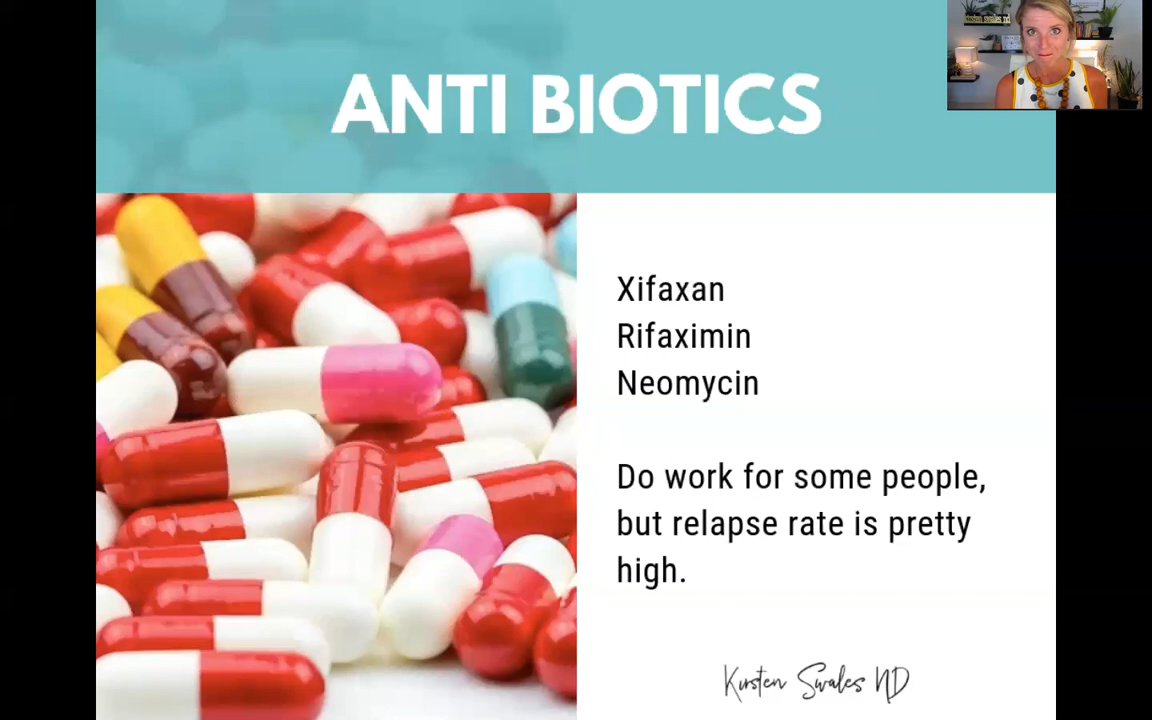 ANTI BIOTICS
Xifaxan
Rifaximin
Neomycin
Do work for some people,
but relapse rate is pretty
high.
Kirsten Swales ND